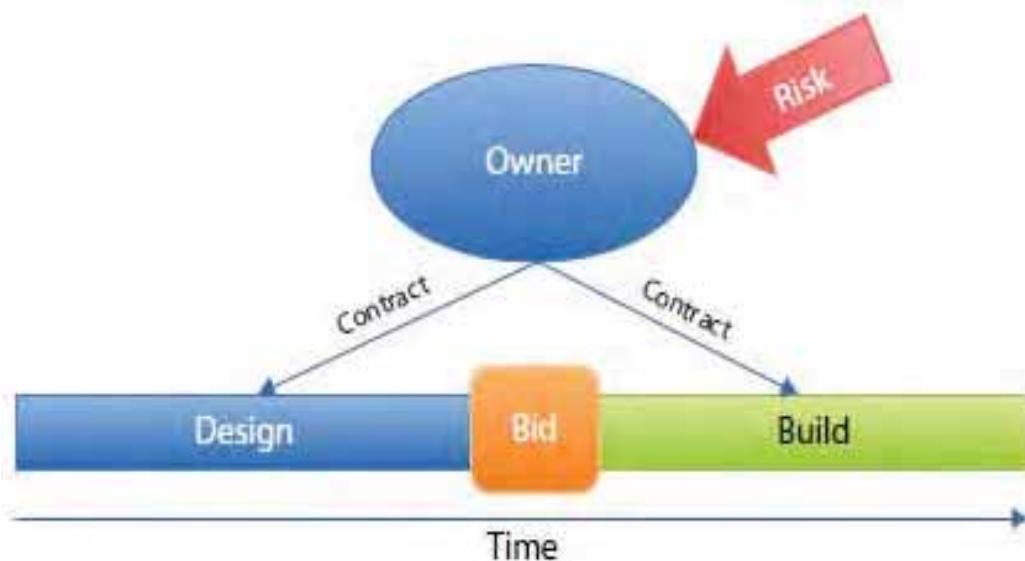 Risk
Owner
Contract
Contract
Design
Bid
Build
Time